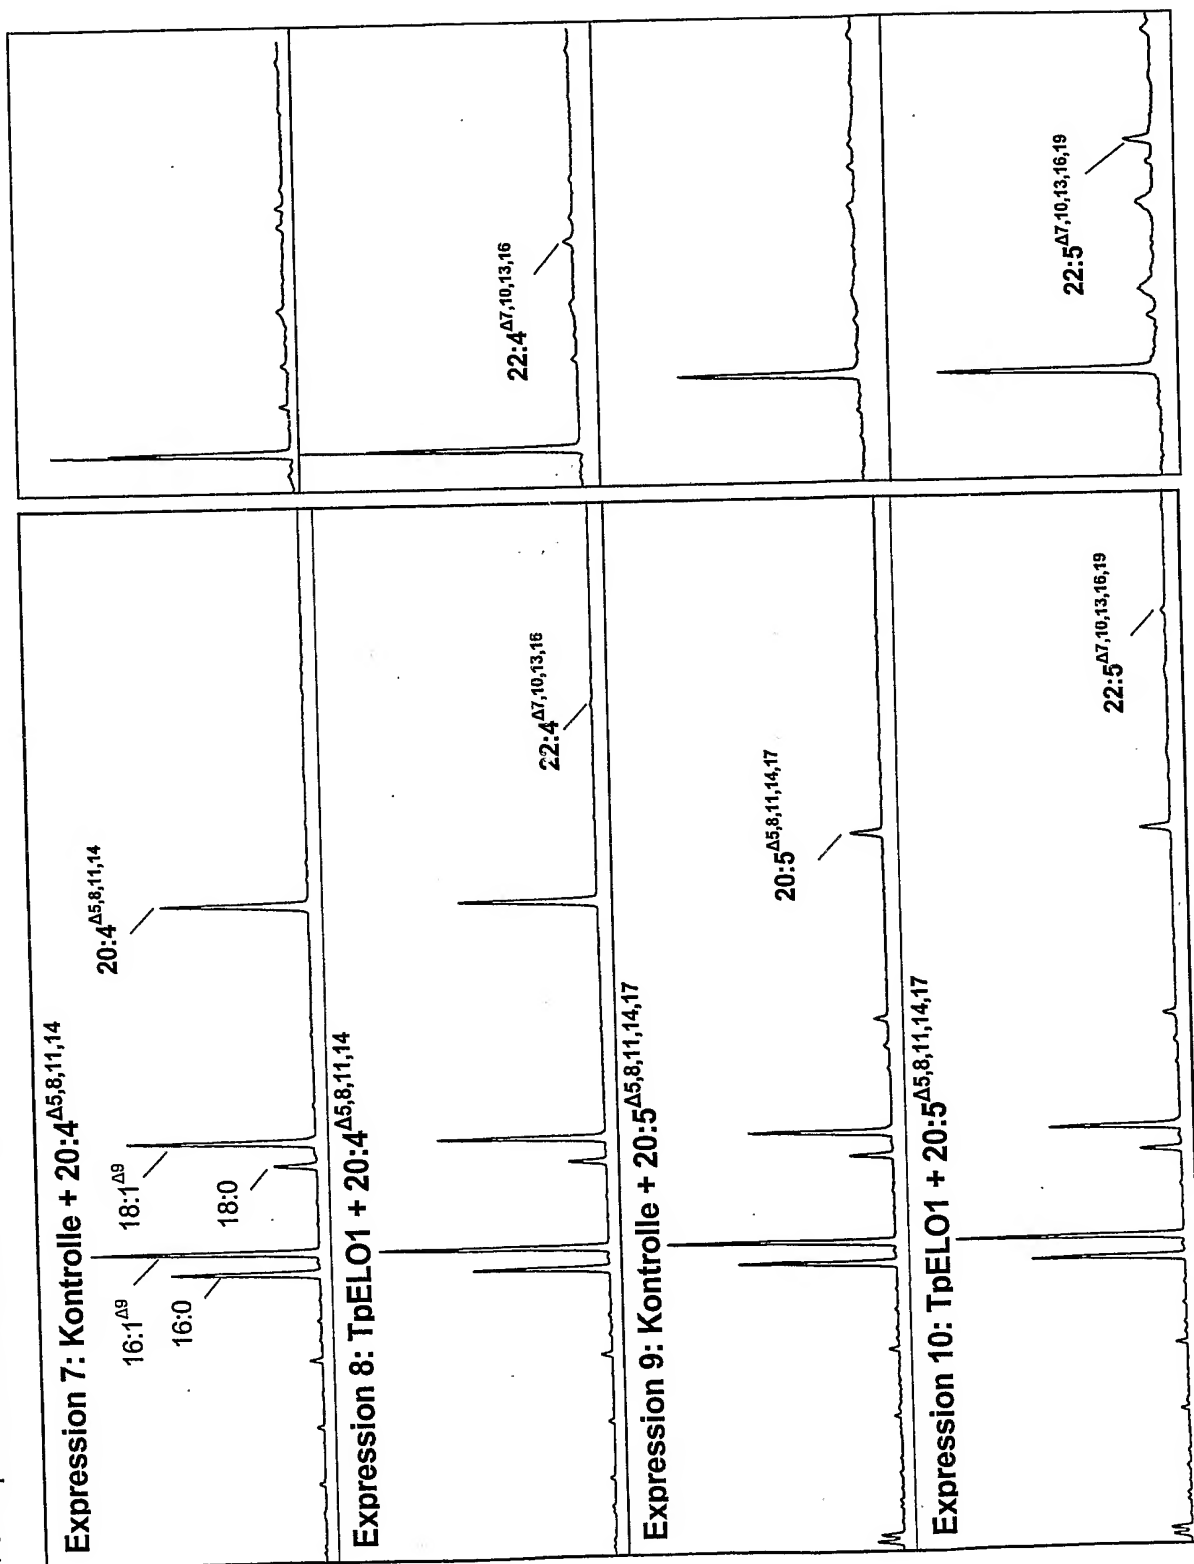 Expression 7: Kontrolle + 20:4Δ5,8,11,14
16:1Δ9
16:0
18:1Δ9
18:0
20:4Δ5,8,11,14
Expression 8: TpELO1 + 20:4Δ5,8,11,14
22:4Δ7,10,13,16
22:4Δ7,10,13,16
Expression 9: Kontrolle + 20:5Δ5,8,11,14,17
20:5Δ5,8,11,14,17
Expression 10: TpELO1 + 20:5Δ5,8,11,14,17
22:5Δ7,10,13,16,19
22:5Δ7,10,13,16,19